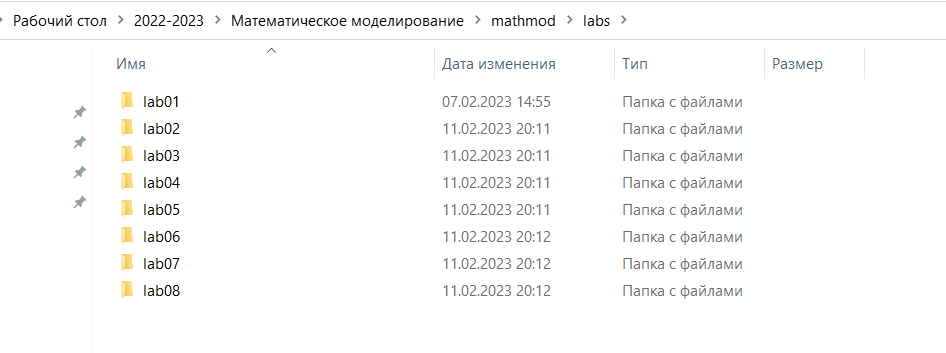 Рабочий стол > 2022-2023 > Математическое моделирование > mathmod > labs >
Имя Дата изменения Тип Размер
lab01 07.02.2023 14:55 Папка с файлами
lab02 11.02.2023 20:11 Папка с файлами
lab03 11.02.2023 20:11 Папка с файлами
lab04 11.02.2023 20:11 Папка с файлами
lab05 11.02.2023 20:11 Папка с файлами
lab06 11.02.2023 20:12 Папка с файлами
lab07 11.02.2023 20:12 Папка с файлами
lab08 11.02.2023 20:12 Папка с файлами